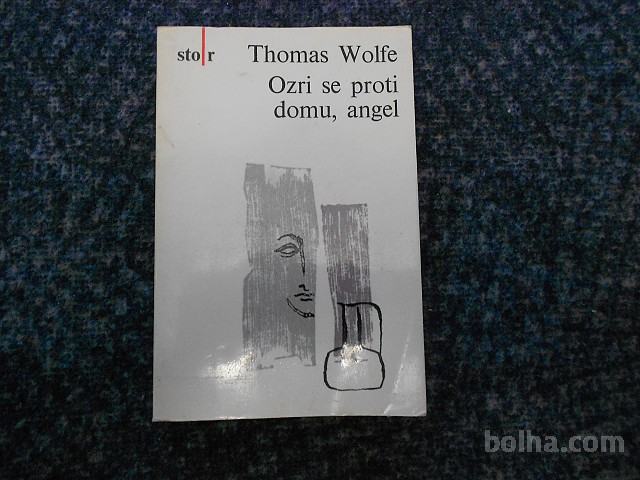 sto|r
Thomas Wolfe
Ozri se proti
domu, angel
bolha.com